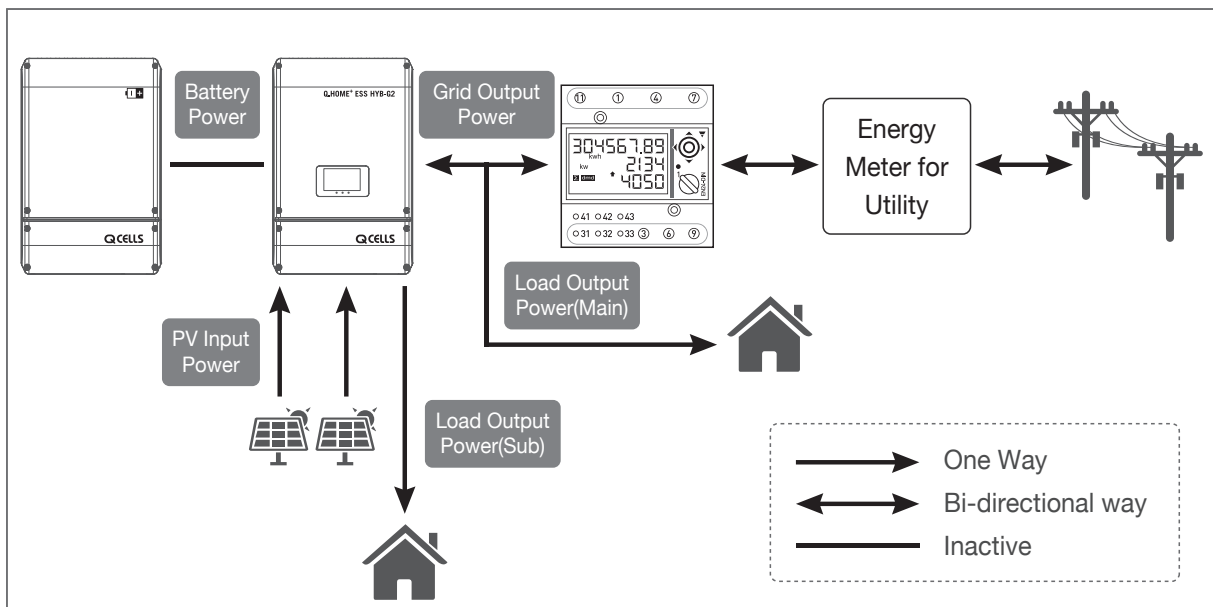 Battery
Power
Q.HOME+ ESS HYB-G2
Grid Output
Power
QCELLS
QCELLS
11 1 4 7
304567.89
kwh
kw 2134
4050
EM24-DIN
41 42 43
31 32 33 3 6 9
Energy
Meter for
Utility
Load Output
Power(Main)
PV Input
Power
Load Output
Power(Sub)
One Way
Bi-directional way
Inactive